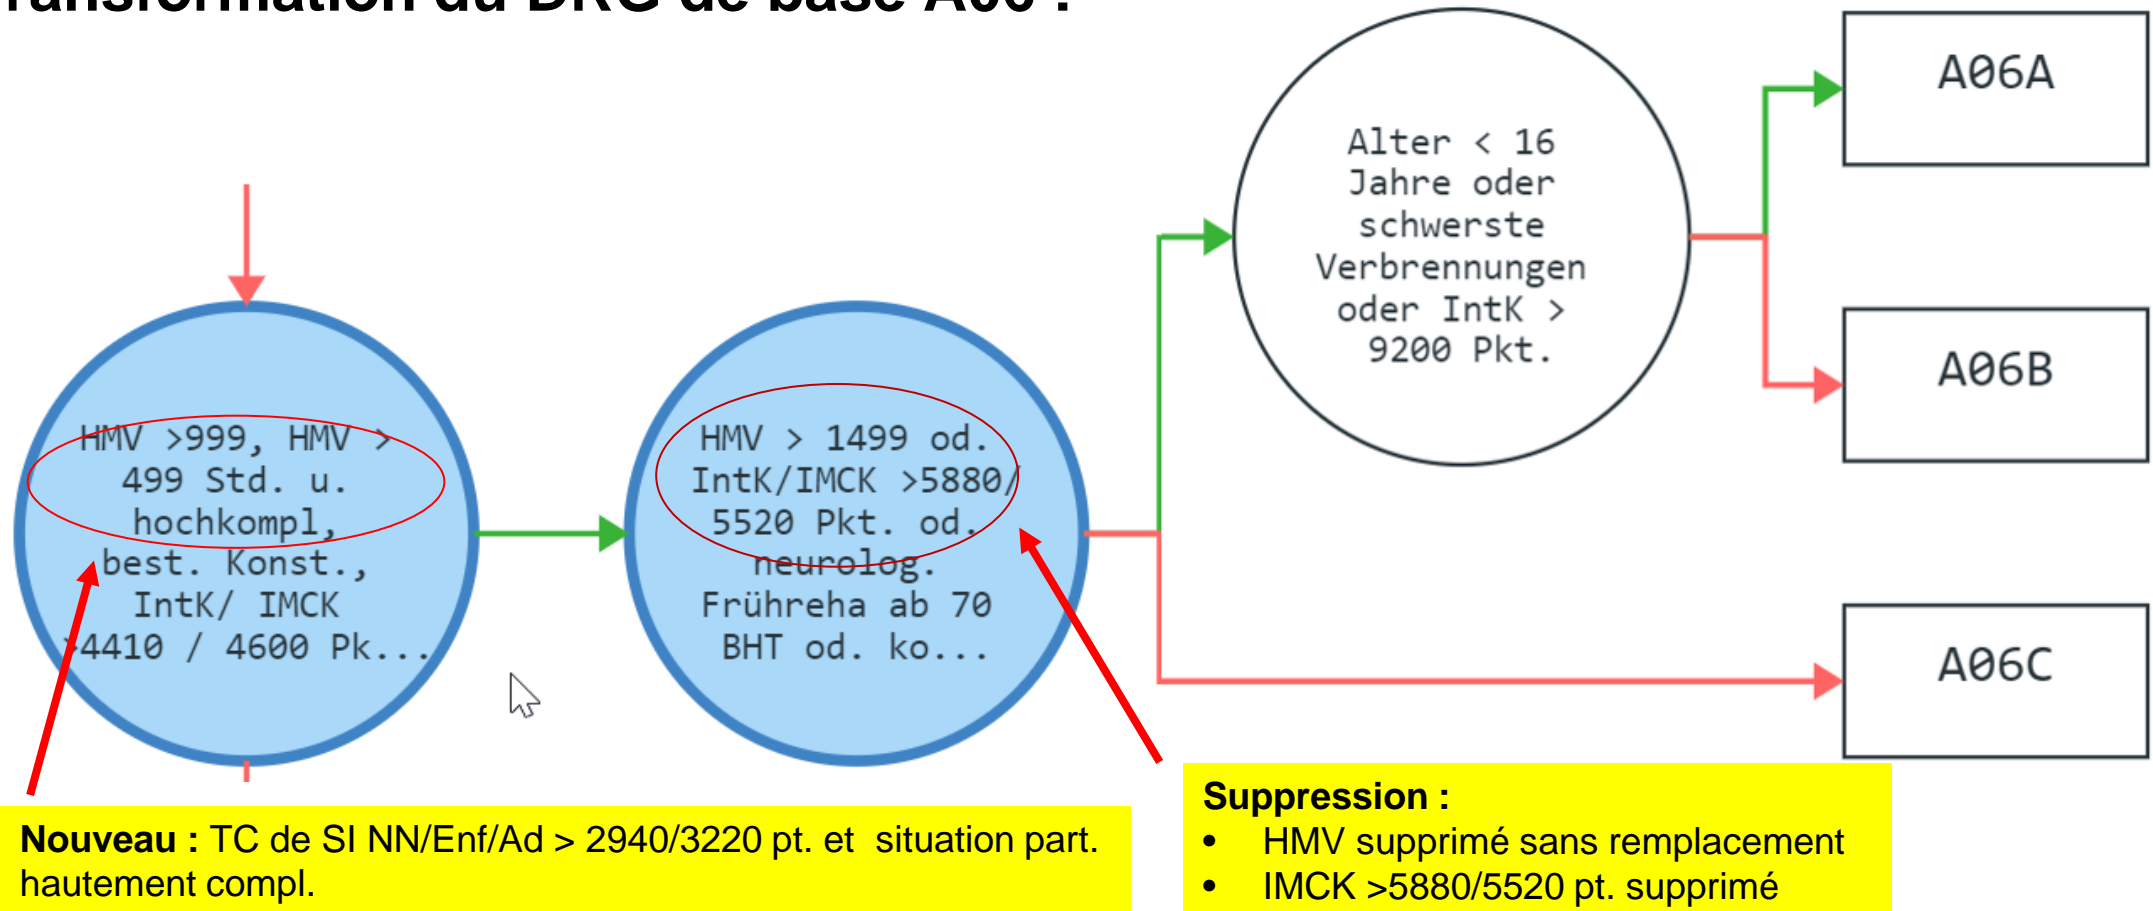 Transformation du DRG de base A06 :
A06A
Alter < 16
Jahre oder
schwerste
Verbrennungen
oder IntK >
9200 Pkt.
A06B
HMV >999, HMV >
499 Std. u.
hochkompl,
best. Konst.,
IntK/ IMCK
>4410 / 4600 Pk...
HMV > 1499 od.
IntK/IMCK >5880/
5520 Pkt. od.
neurolog.
Frühreha ab 70
BHT od. ko...
A06C
Nouveau : TC de SI NN/Enf/Ad > 2940/3220 pt. et situation part.
hautement compl.
Suppression :
• HMV supprimé sans remplacement
• IMCK >5880/5520 pt. supprimé